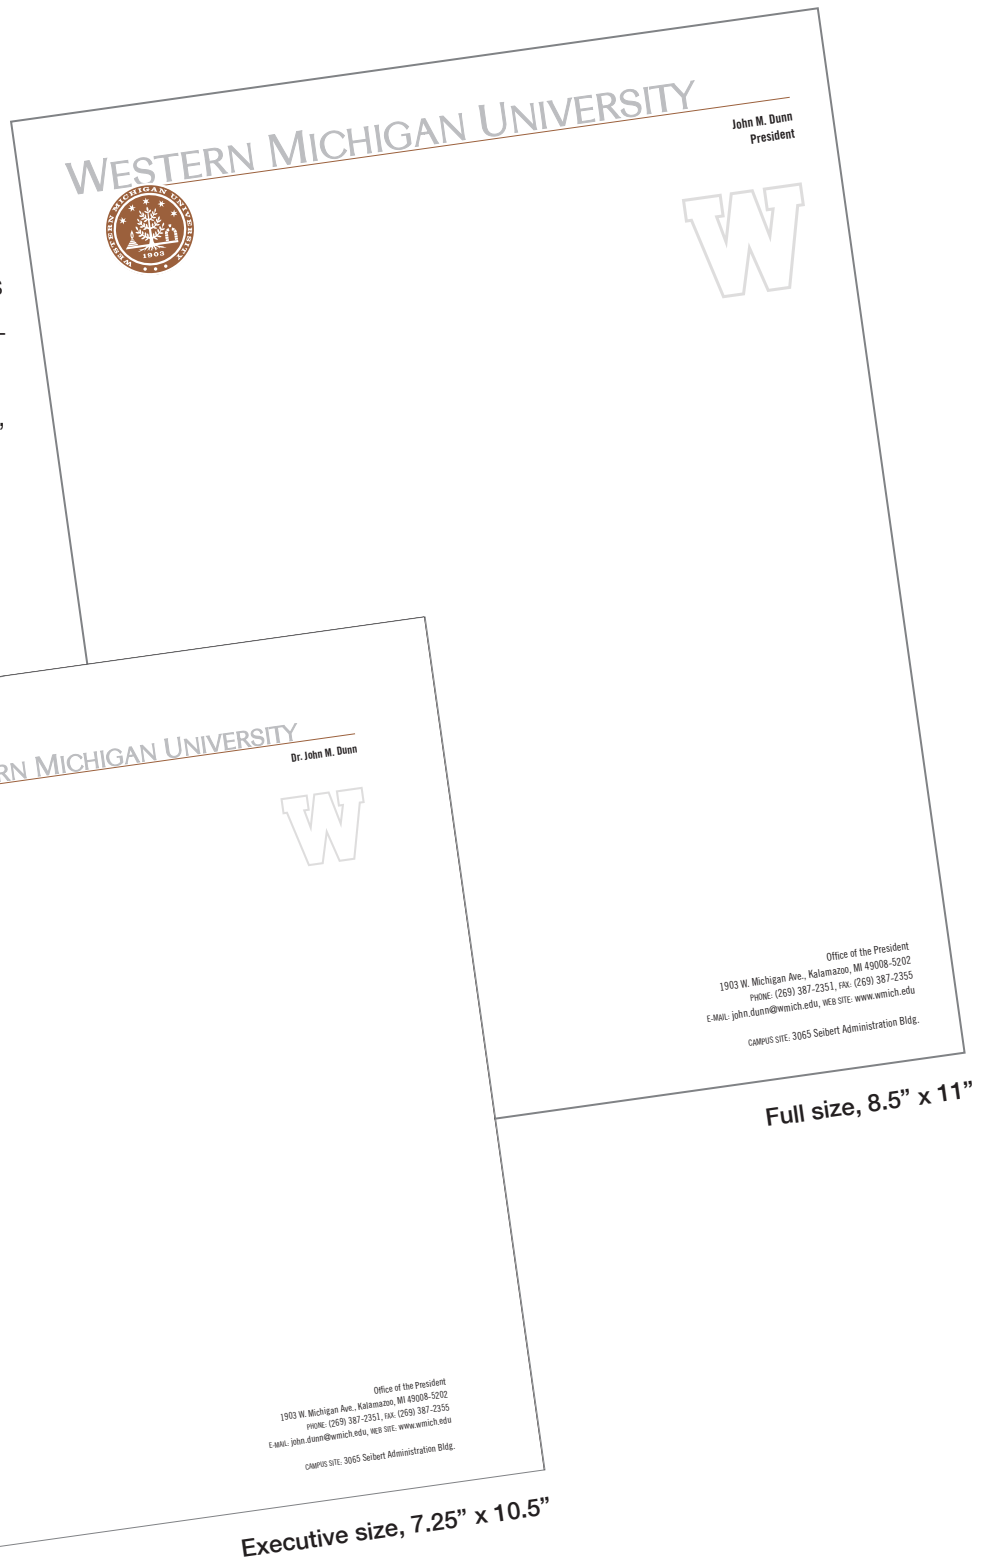 WESTERN MICHIGAN UNIVERSITY
John M. Dunn
President
WESTERN MICHIGAN UNIVERSITY
1903
W
s
–
,
Office of the President
1903 W. Michigan Ave., Kalamazoo, MI 49008-5202
PHONE: (269) 387-2351, FAX: (269) 387-2355
E-MAIL: john.dunn@wmich.edu, WEB SITE: www.wmich.edu
CAMPUS SITE: 3065 Seibert Administration Bldg.
Full size, 8.5” x 11”
RN MICHIGAN UNIVERSITY
Dr. John M. Dunn
W
Office of the President
1903 W. Michigan Ave., Kalamazoo, MI 49008-5202
PHONE: (269) 387-2351, FAX: (269) 387-2355
E-MAIL: john.dunn@wmich.edu, WEB SITE: www.wmich.edu
CAMPUS SITE: 3065 Seibert Administration Bldg.
Executive size, 7.25” x 10.5”